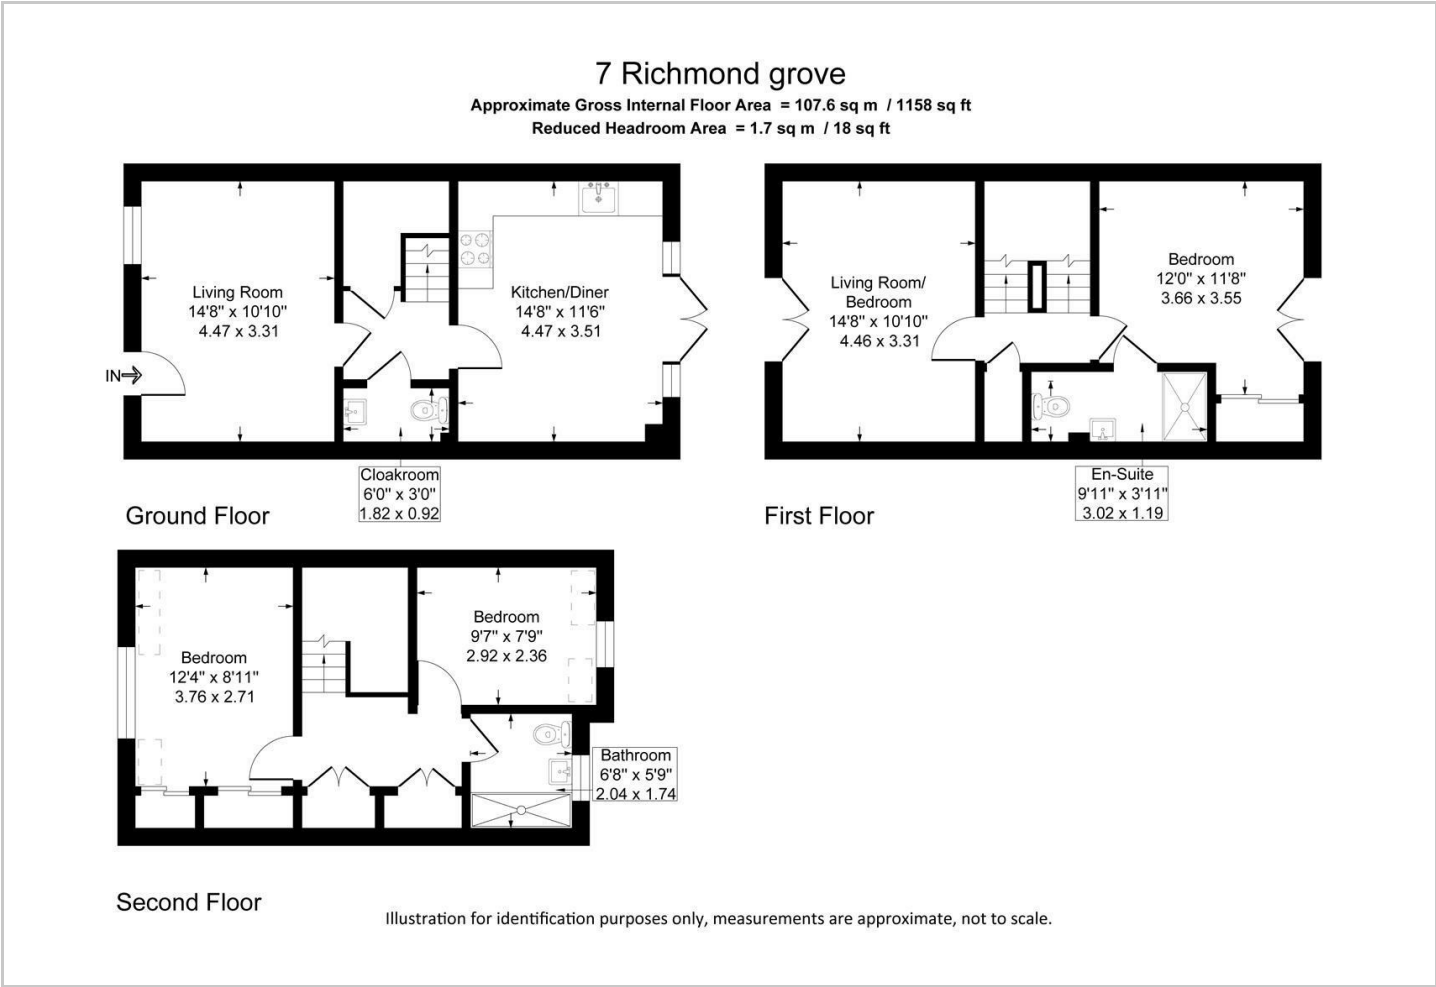 7 Richmond grove
Approximate Gross Internal Floor Area = 107.6 sq m / 1158 sq ft
Reduced Headroom Area = 1.7 sq m / 18 sq ft
Living Room
14'8" x 10'10"
4.47 x 3.31
Kitchen/Diner
14'8" x 11'6"
4.47 x 3.51
IN
Cloakroom
6'0" x 3'0"
1.82 x 0.92
Ground Floor
Living Room/
Bedroom
14'8" x 10'10"
4.46 x 3.31
Bedroom
12'0" x 11'8"
3.66 x 3.55
En-Suite
9'11" x 3'11"
3.02 x 1.19
First Floor
Bedroom
12'4" x 8'11"
3.76 x 2.71
Bedroom
9'7" x 7'9"
2.92 x 2.36
Bathroom
6'8" x 5'9"
2.04 x 1.74
Second Floor
Illustration for identification purposes only, measurements are approximate, not to scale.